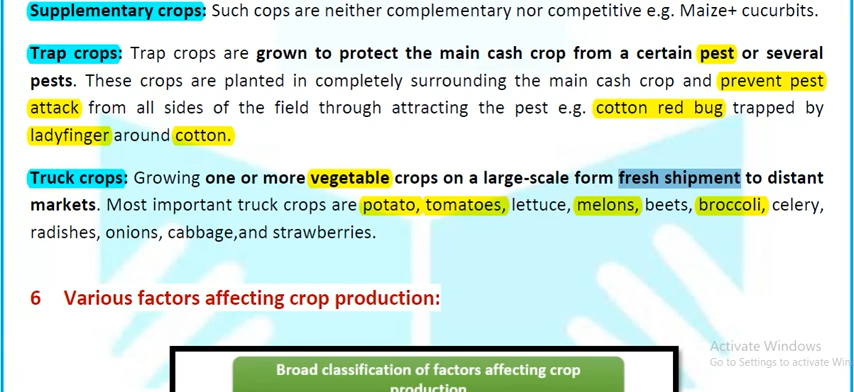 Supplementary crops: Such cops are neither complementary nor competitive e.g. Maize+ cucurbits.
Trap crops: Trap crops are grown to protect the main cash crop from a certain pest or several
pests. These crops are planted in completely surrounding the main cash crop and prevent pest
attack from all sides of the field through attracting the pest e.g. cotton red bug trapped by
ladyfinger around cotton.
Truck crops: Growing one or more vegetable crops on a large-scale form fresh shipment to distant
markets. Most important truck crops are potato, tomatoes, lettuce, melons, beets, broccoli, celery,
radishes, onions, cabbage,and strawberries.
6 Various factors affecting crop production:
Activate Windows
Go to Settings to activate Win
Broad classification of factors affecting crop
production